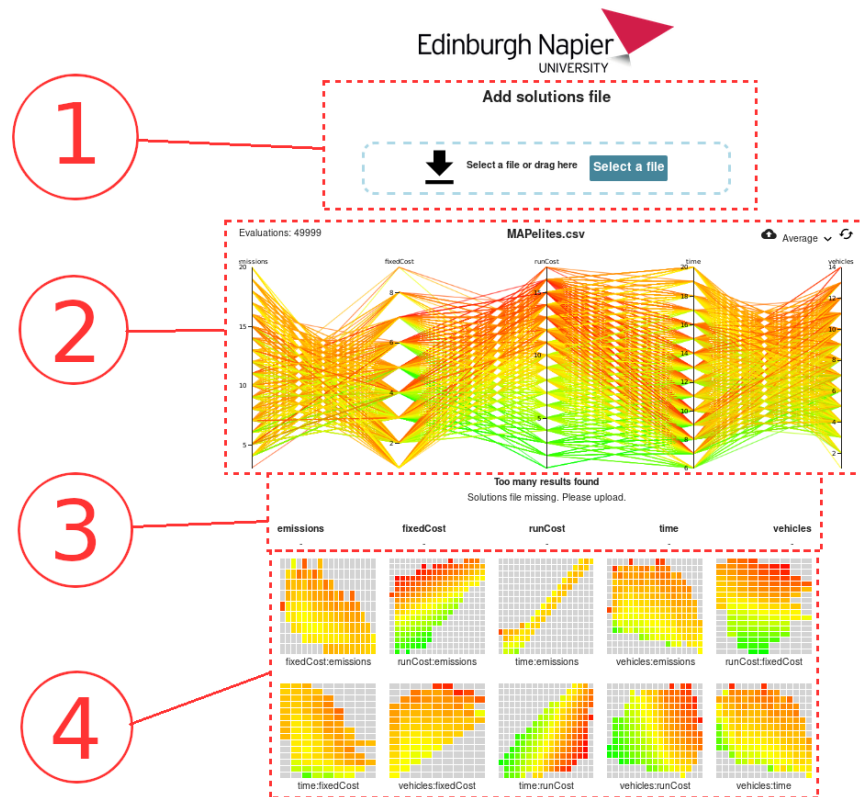 Edinburgh Napier
UNIVERSITY
1
Add solutions file
Select a file or drag here
Select a file
2
Evaluations: 49999
MAPelites.csv
Average
emissions fixedCost runCost time vehicles
20 20 14
8 15 18 12
15 16 10
6 14
10 10 8
12
4 10 6
5 5 4
2 8 2
6
3
Too many results found
Solutions file missing. Please upload.
emissions fixedCost runCost time vehicles
- - - - -
4
fixedCost:emissions runCost:emissions time:emissions vehicles:emissions runCost:fixedCost
time:fixedCost vehicles:fixedCost time:runCost vehicles:runCost vehicles:time